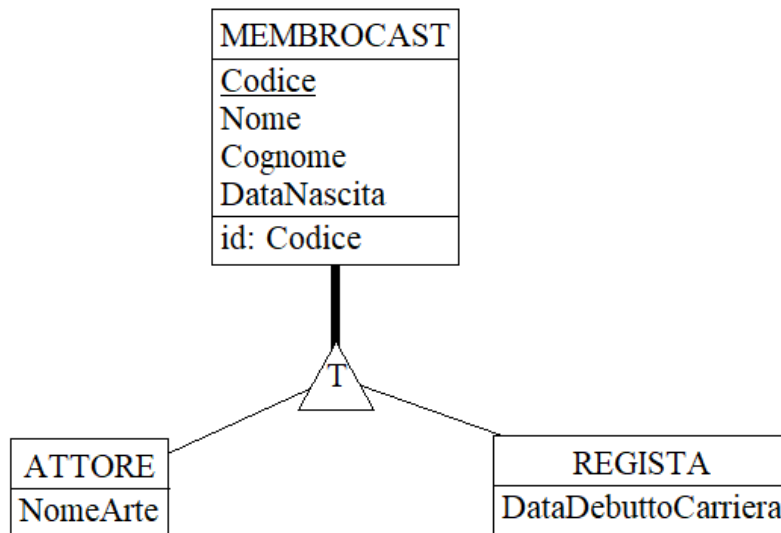 MEMBROCAST
Codice
Nome
Cognome
DataNascita
id: Codice
T
ATTORE
NomeArte
REGISTA
DataDebuttoCarriera